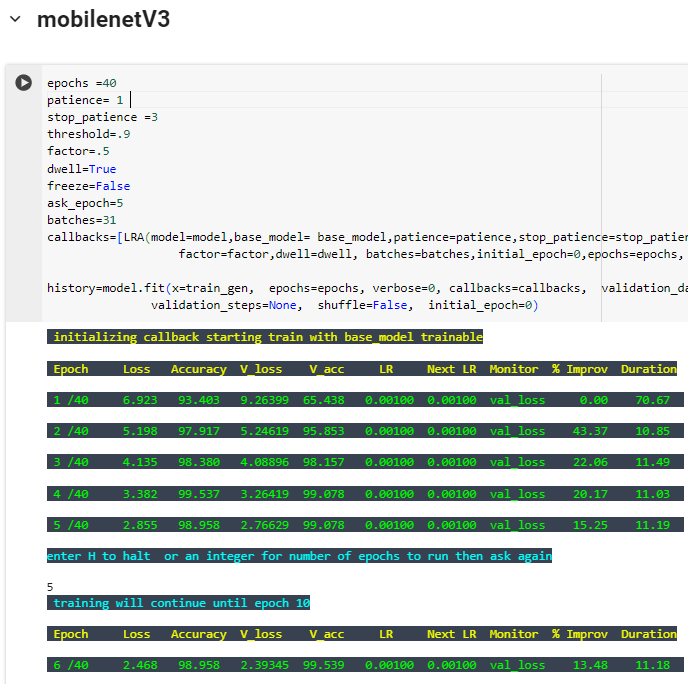 mobilenetV3
epochs =40
patience= 1
stop_patience =3
threshold=.9
factor=.5
dwell=True
freeze=False
ask_epoch=5
batches=31
callbacks=[LRA(model=model,base_model= base_model,patience=patience,stop_patience=stop_patien
factor=factor,dwell=dwell, batches=batches,initial_epoch=0,epochs=epochs,
history=model.fit(x=train_gen,  epochs=epochs, verbose=0, callbacks=callbacks,  validation_da
validation_steps=None,  shuffle=False,  initial_epoch=0)
initializing callback starting train with base_model trainable
Epoch Loss Accuracy V_loss V_acc LR Next LR Monitor % Improv Duration
1 /40 6.923 93.403 9.26399 65.438 0.00100 0.00100 val_loss 0.00 70.67
2 /40 5.198 97.917 5.24619 95.853 0.00100 0.00100 val_loss 43.37 10.85
3 /40 4.135 98.380 4.08896 98.157 0.00100 0.00100 val_loss 22.06 11.49
4 /40 3.382 99.537 3.26419 99.078 0.00100 0.00100 val_loss 20.17 11.03
5 /40 2.855 98.958 2.76629 99.078 0.00100 0.00100 val_loss 15.25 11.19
enter H to halt  or an integer for number of epochs to run then ask again
5
training will continue until epoch 10
Epoch Loss Accuracy V_loss V_acc LR Next LR Monitor % Improv Duration
6 /40 2.468 98.958 2.39345 99.539 0.00100 0.00100 val_loss 13.48 11.18